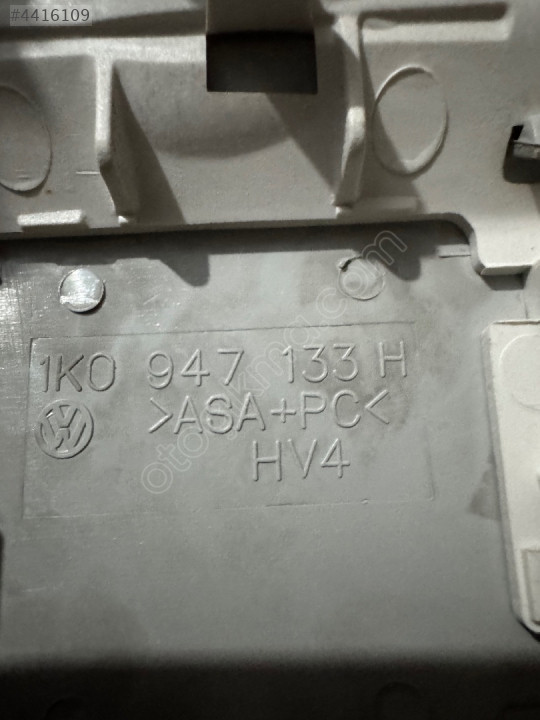 #4416109
1K0 947 133 H
>ASA+PC<
HV4